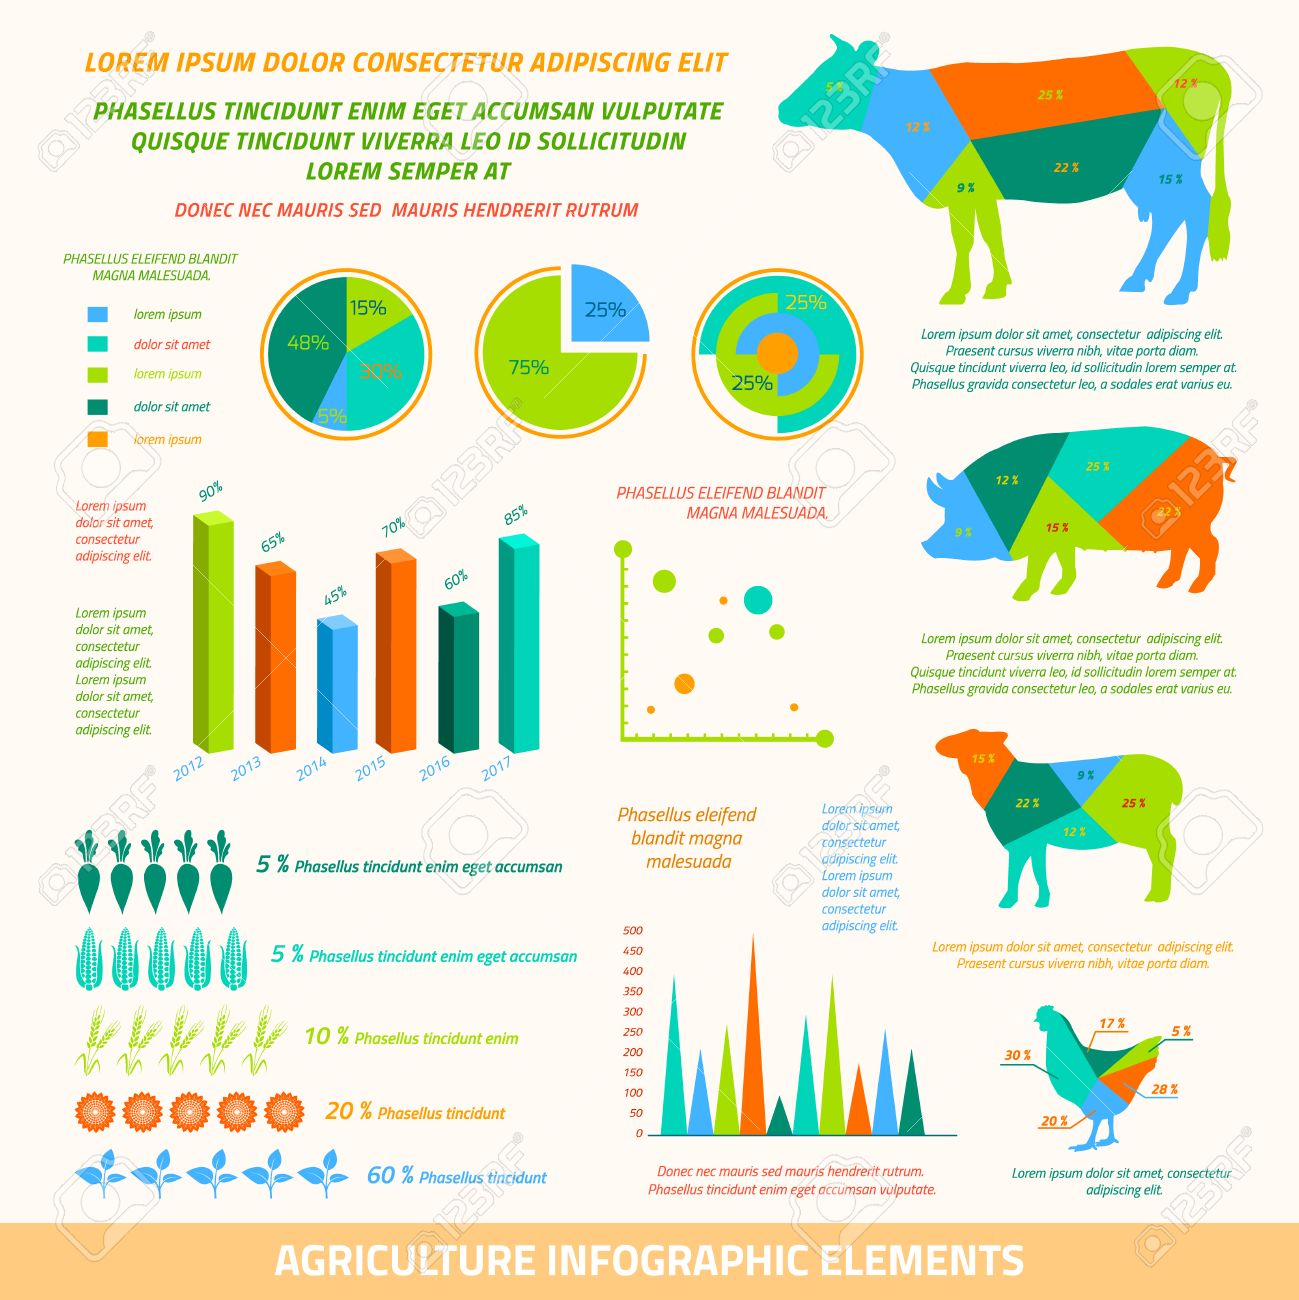 LOREM IPSUM DOLOR CONSECTETUR ADIPISCING ELIT
PHASELLUS TINCIDUNT ENIM EGET ACCUMSAN VULPUTATE
QUISQUE TINCIDUNT VIVERRA LEO ID SOLLICITUDIN
LOREM SEMPER AT
DONEC NEC MAURIS SED MAURIS HENDRERIT RUTRUM
PHASELLUS ELEIFEND BLANDIT
MAGNA MALESUADA.
lorem ipsum
dolor sit amet
lorem ipsum
dolor sit amet
lorem ipsum
15%
48%
30%
5%
25%
75%
25%
25%
5 %
12 %
25 %
12 %
22 %
9 %
15 %
Lorem ipsum dolor sit amet, consectetur adipiscing elit.
Praesent cursus viverra nibh, vitae porta diam.
Quisque tincidunt viverra leo, id sollicitudin lorem semper at.
Phasellus gravida consectetur leo, a sodales erat varius eu.
Lorem ipsum
dolor sit amet,
consectetur
adipiscing elit.
Lorem ipsum
dolor sit amet,
consectetur
adipiscing elit.
Lorem ipsum
dolor sit amet,
consectetur
adipiscing elit.
90%
65%
45%
70%
60%
85%
2012
2013
2014
2015
2016
2017
PHASELLUS ELEIFEND BLANDIT
MAGNA MALESUADA.
12 %
25 %
9 %
15 %
22 %
Lorem ipsum dolor sit amet, consectetur adipiscing elit.
Praesent cursus viverra nibh, vitae porta diam.
Quisque tincidunt viverra leo, id sollicitudin lorem semper at.
Phasellus gravida consectetur leo, a sodales erat varius eu.
15 %
9 %
22 %
25 %
12 %
Lorem ipsum dolor sit amet, consectetur adipiscing elit.
Praesent cursus viverra nibh, vitae porta diam.
5 % Phasellus tincidunt enim eget accumsan
5 % Phasellus tincidunt enim eget accumsan
10 % Phasellus tincidunt enim
20 % Phasellus tincidunt
60 % Phasellus tincidunt
Phasellus eleifend
blandit magna
malesuada
Lorem ipsum
dolor sit amet,
consectetur
adipiscing elit.
Lorem ipsum
dolor sit amet,
consectetur
adipiscing elit.
500
450
400
350
300
250
200
150
100
50
0
Donec nec mauris sed mauris hendrerit rutrum.
Phasellus tincidunt enim eget accumsan vulputate.
17 %
5 %
30 %
28 %
20 %
Lorem ipsum dolor sit amet, consectetur
adipiscing elit.
AGRICULTURE INFOGRAPHIC ELEMENTS
123RF